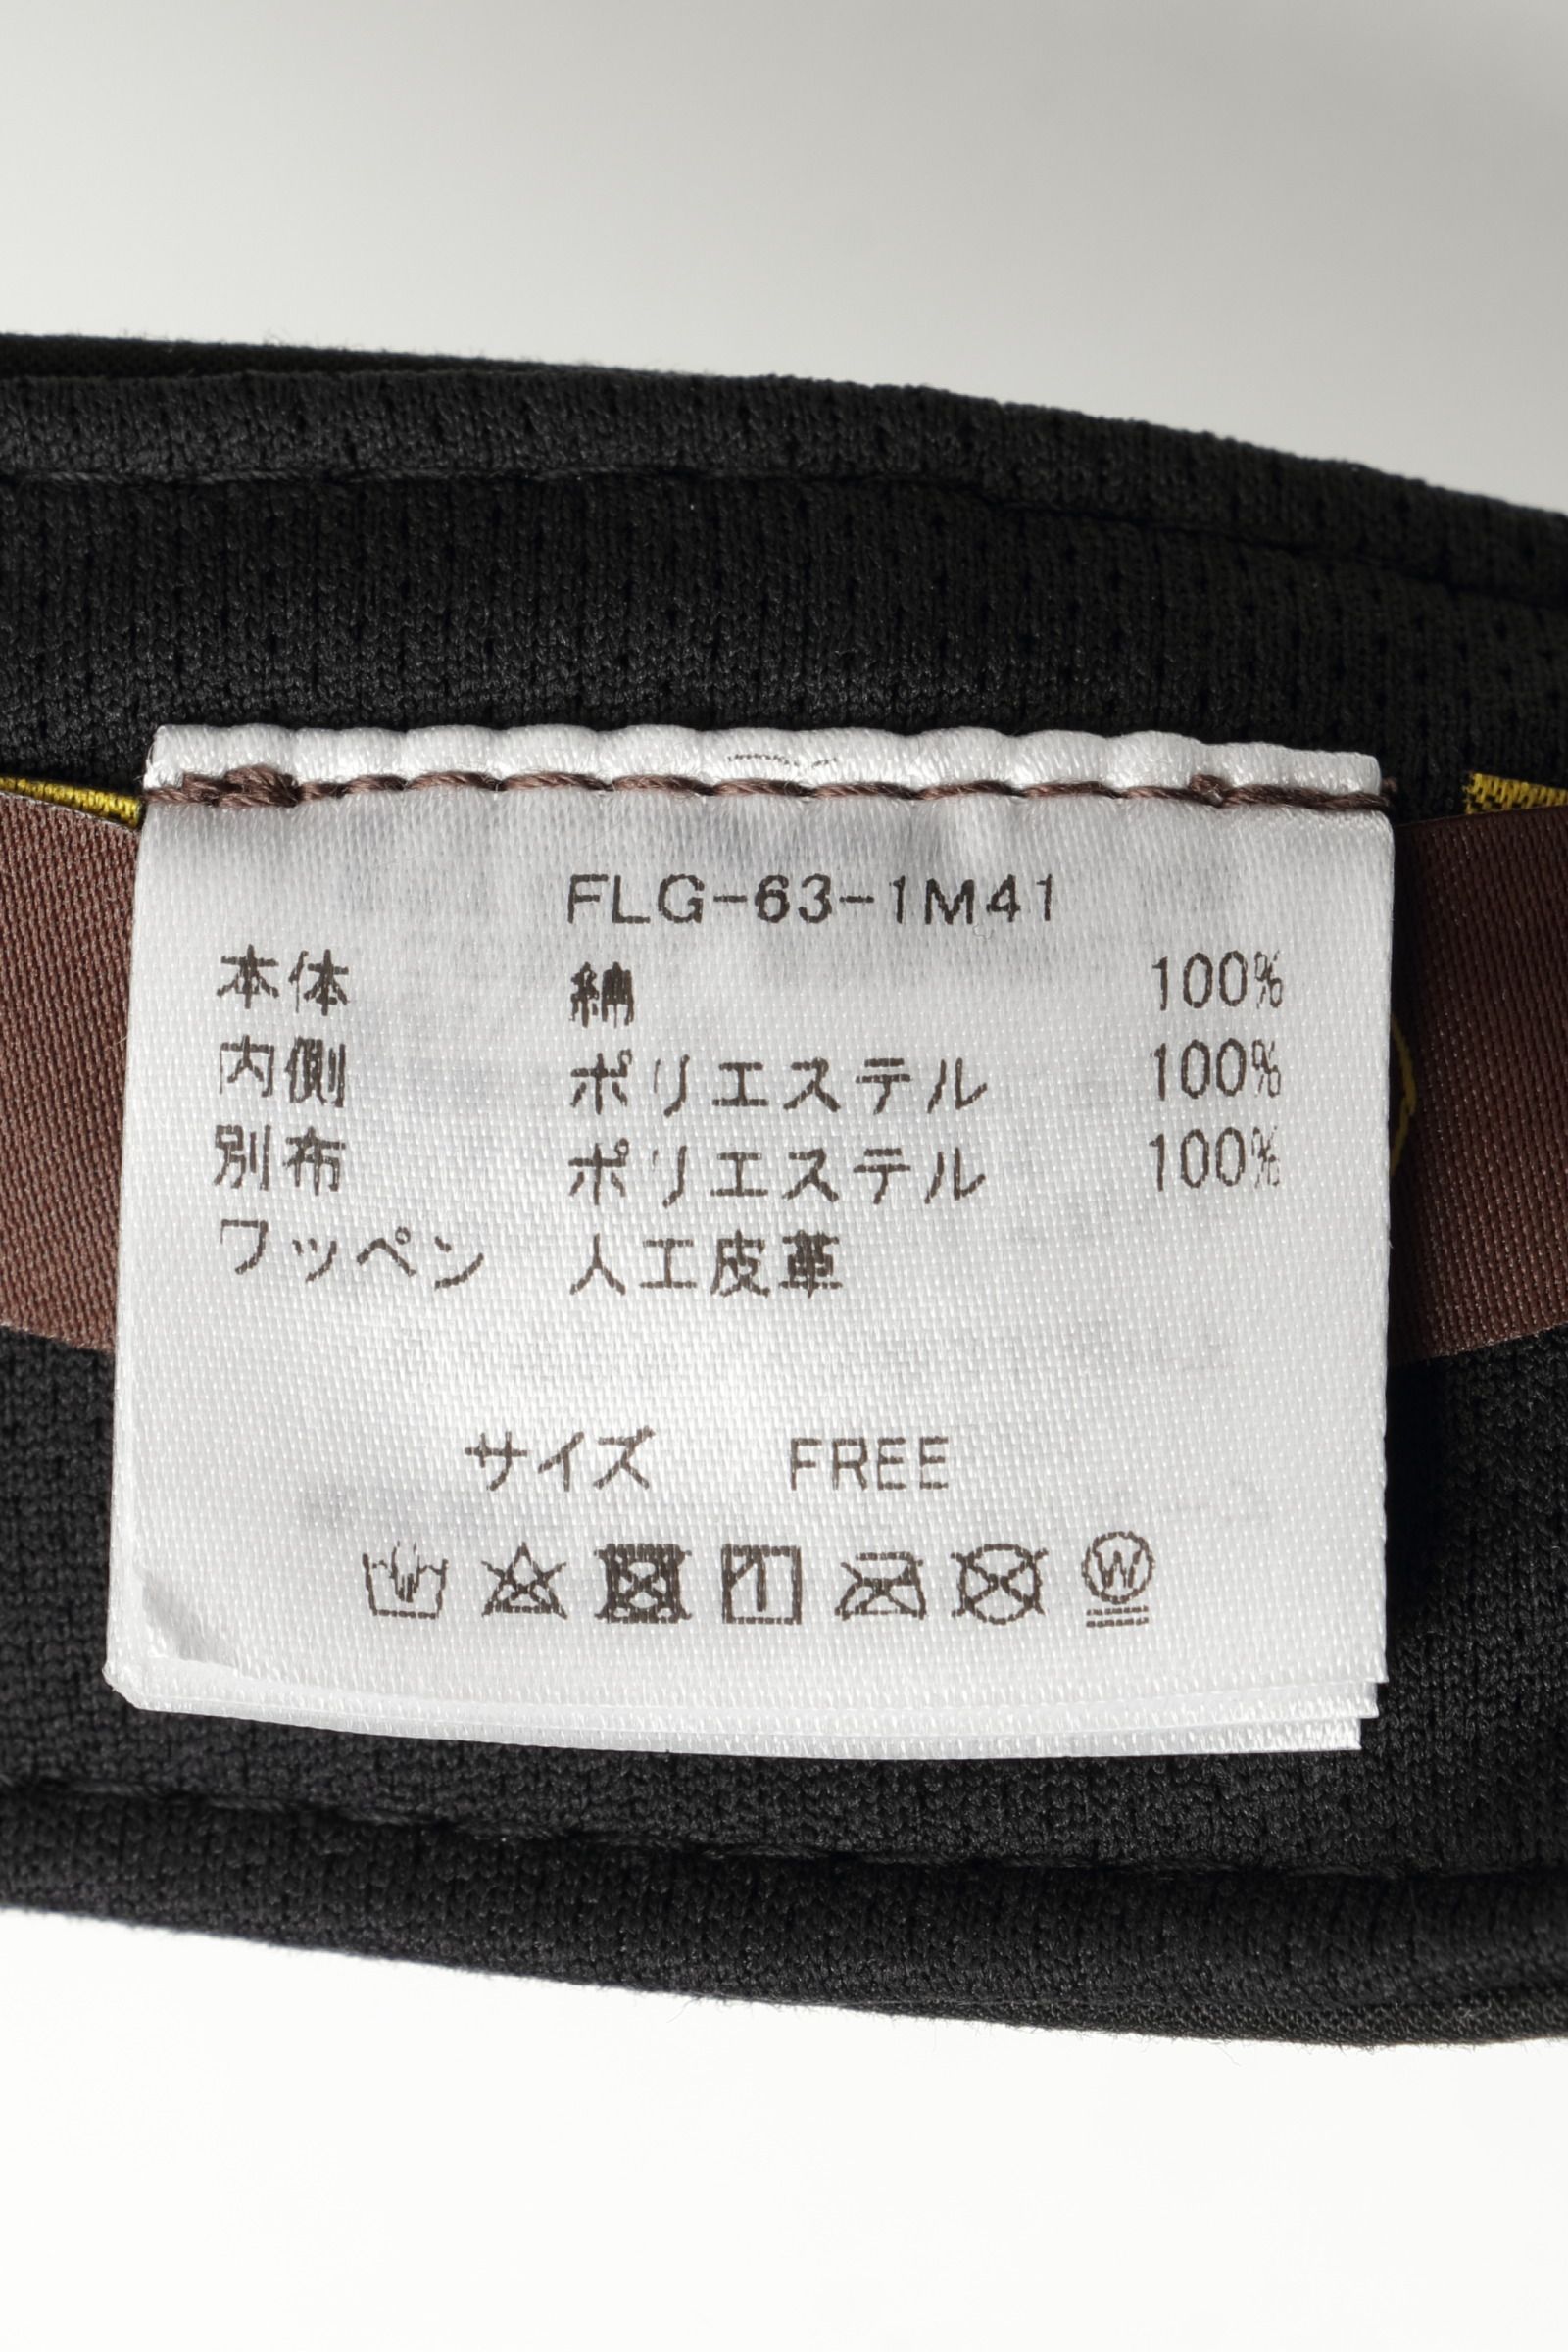 FLG-63-1M41
本体 綿 100%
内側 ポリエステル 100%
別布 ポリエステル 100%
ワッペン 人工皮革
サイズ FREE
W